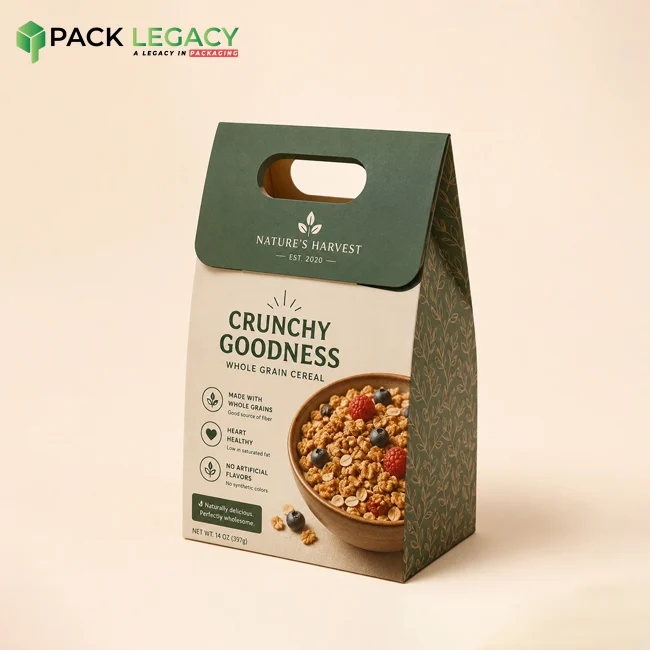 PACK LEGACY
A LEGACY IN PACKAGING
NATURE'S HARVEST
EST. 2020
CRUNCHY
GOODNESS
WHOLE GRAIN CEREAL
MADE WITH
WHOLE GRAINS
Good source of fiber
HEART
HEALTHY
Low in saturated fat
NO ARTIFICIAL
FLAVORS
No synthetic colors
Naturally delicious.
Perfectly wholesome.
NET WT. 14 OZ (397g)